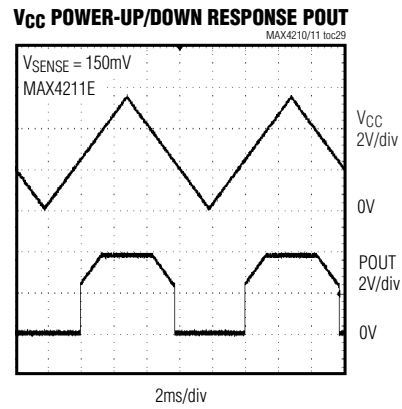 VCC POWER-UP/DOWN RESPONSE POUT
MAX4210/11 toc29
VSENSE = 150mV
MAX4211E
VCC
2V/div
0V
POUT
2V/div
0V
2ms/div